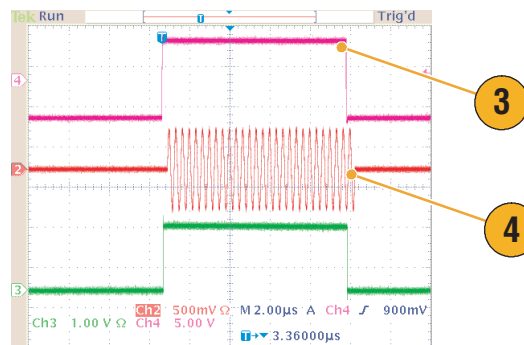 Tek Run Trig'd
T
T
4
3
2
4
3
Ch2 500mV Ω M 2.00µs A Ch4 ƒ 900mV
Ch3 1.00 V Ω Ch4 5.00 V
T→▼ 3.36000µs